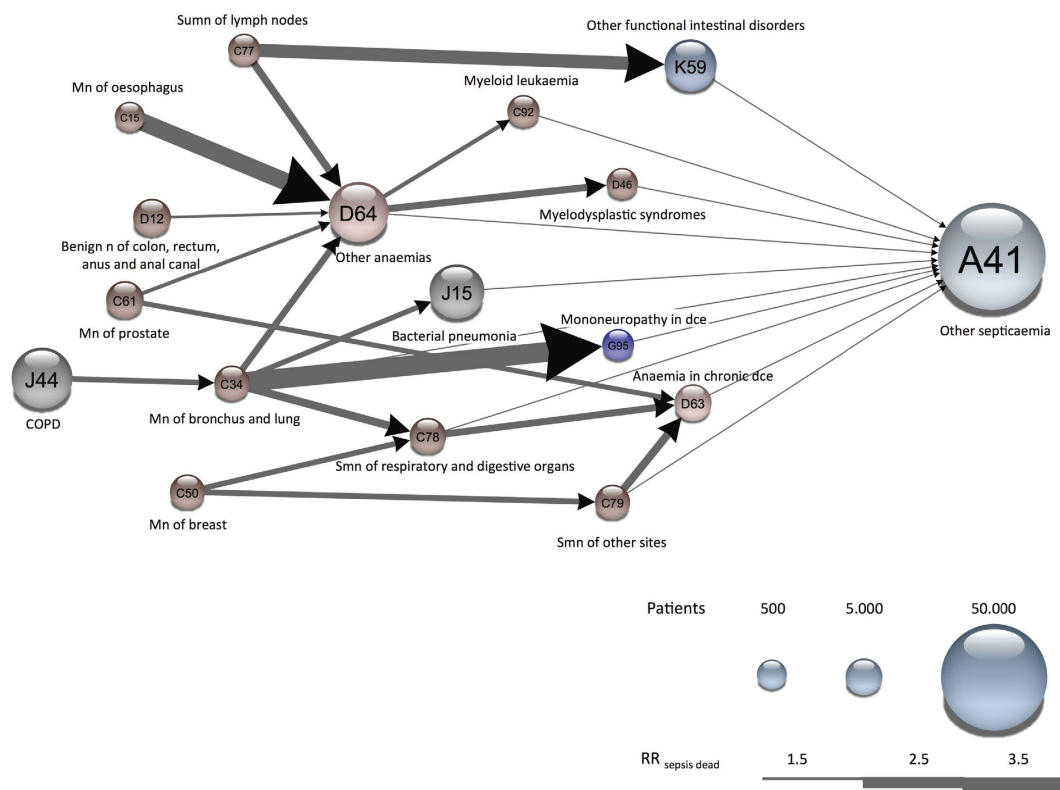 Sumn of lymph nodes
C77
Other functional intestinal disorders
K59
Mn of oesophagus
C15
Myeloid leukaemia
C92
D46
Myelodysplastic syndromes
D12
Benign n of colon, rectum,
anus and anal canal
D64
Other anaemias
A41
Other septicaemia
C61
Mn of prostate
J15
Bacterial pneumonia
Mononeuropathy in dce
G95
J44
COPD
C34
Mn of bronchus and lung
Anaemia in chronic dce
D63
C78
Smn of respiratory and digestive organs
C50
Mn of breast
C79
Smn of other sites
Patients 500 5.000 50.000
RR sepsis dead 1.5 2.5 3.5